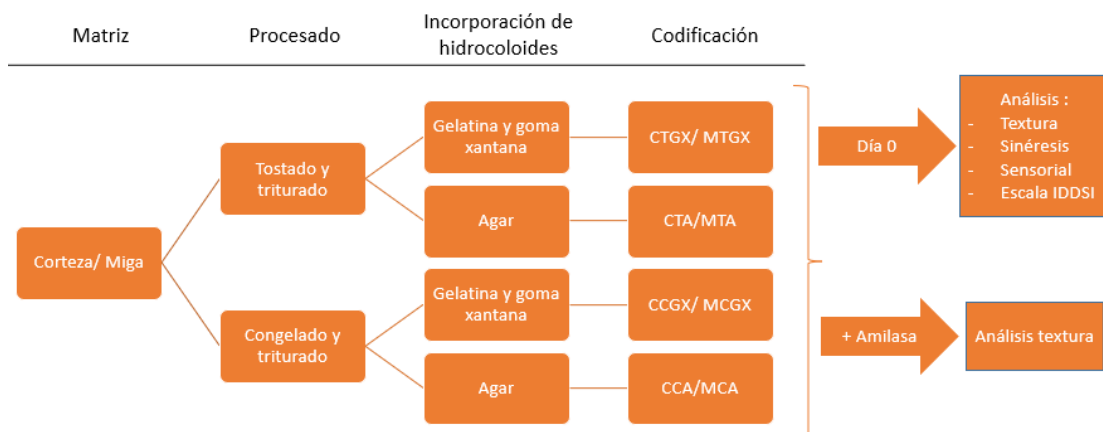 Matriz
Procesado
Incorporación de
hidrocoloides
Codificación
Corteza/ Miga
Tostado y
triturado
Congelado y
triturado
Gelatina y goma
xantana
Agar
Gelatina y goma
xantana
Agar
CTGX/ MTGX
CTA/MTA
CCGX/ MCGX
CCA/MCA
Día 0
+ Amilasa
Análisis :
- Textura
- Sinéresis
- Sensorial
- Escala IDDSI
Análisis textura